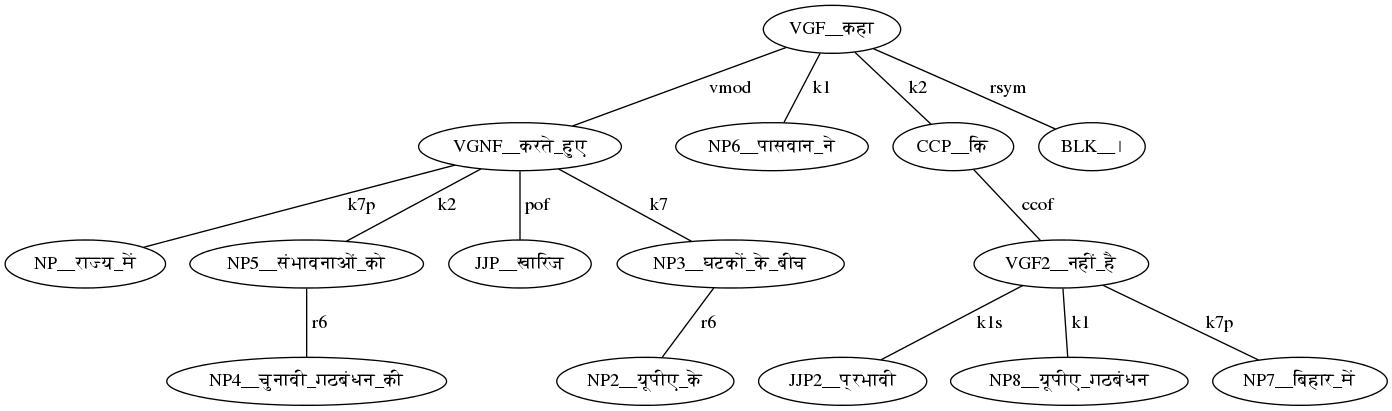 VGF__कहा
vmod k1 k2 rsym
VGNF__करते_हुए NP6__पासवान_ने CCP__कि BLK__।
k7p k2 pof k7 ccof
NP__राज्य_में NP5__संभावनाओं_को JJP__खारिज NP3__घटकों_के_बीच VGF2__नहीं_है
r6 r6 k1s k1 k7p
NP4__चुनावी_गठबंधन_की NP2__यूपीए_के JJP2__प्रभावी NP8__यूपीए_गठबंधन NP7__बिहार_में